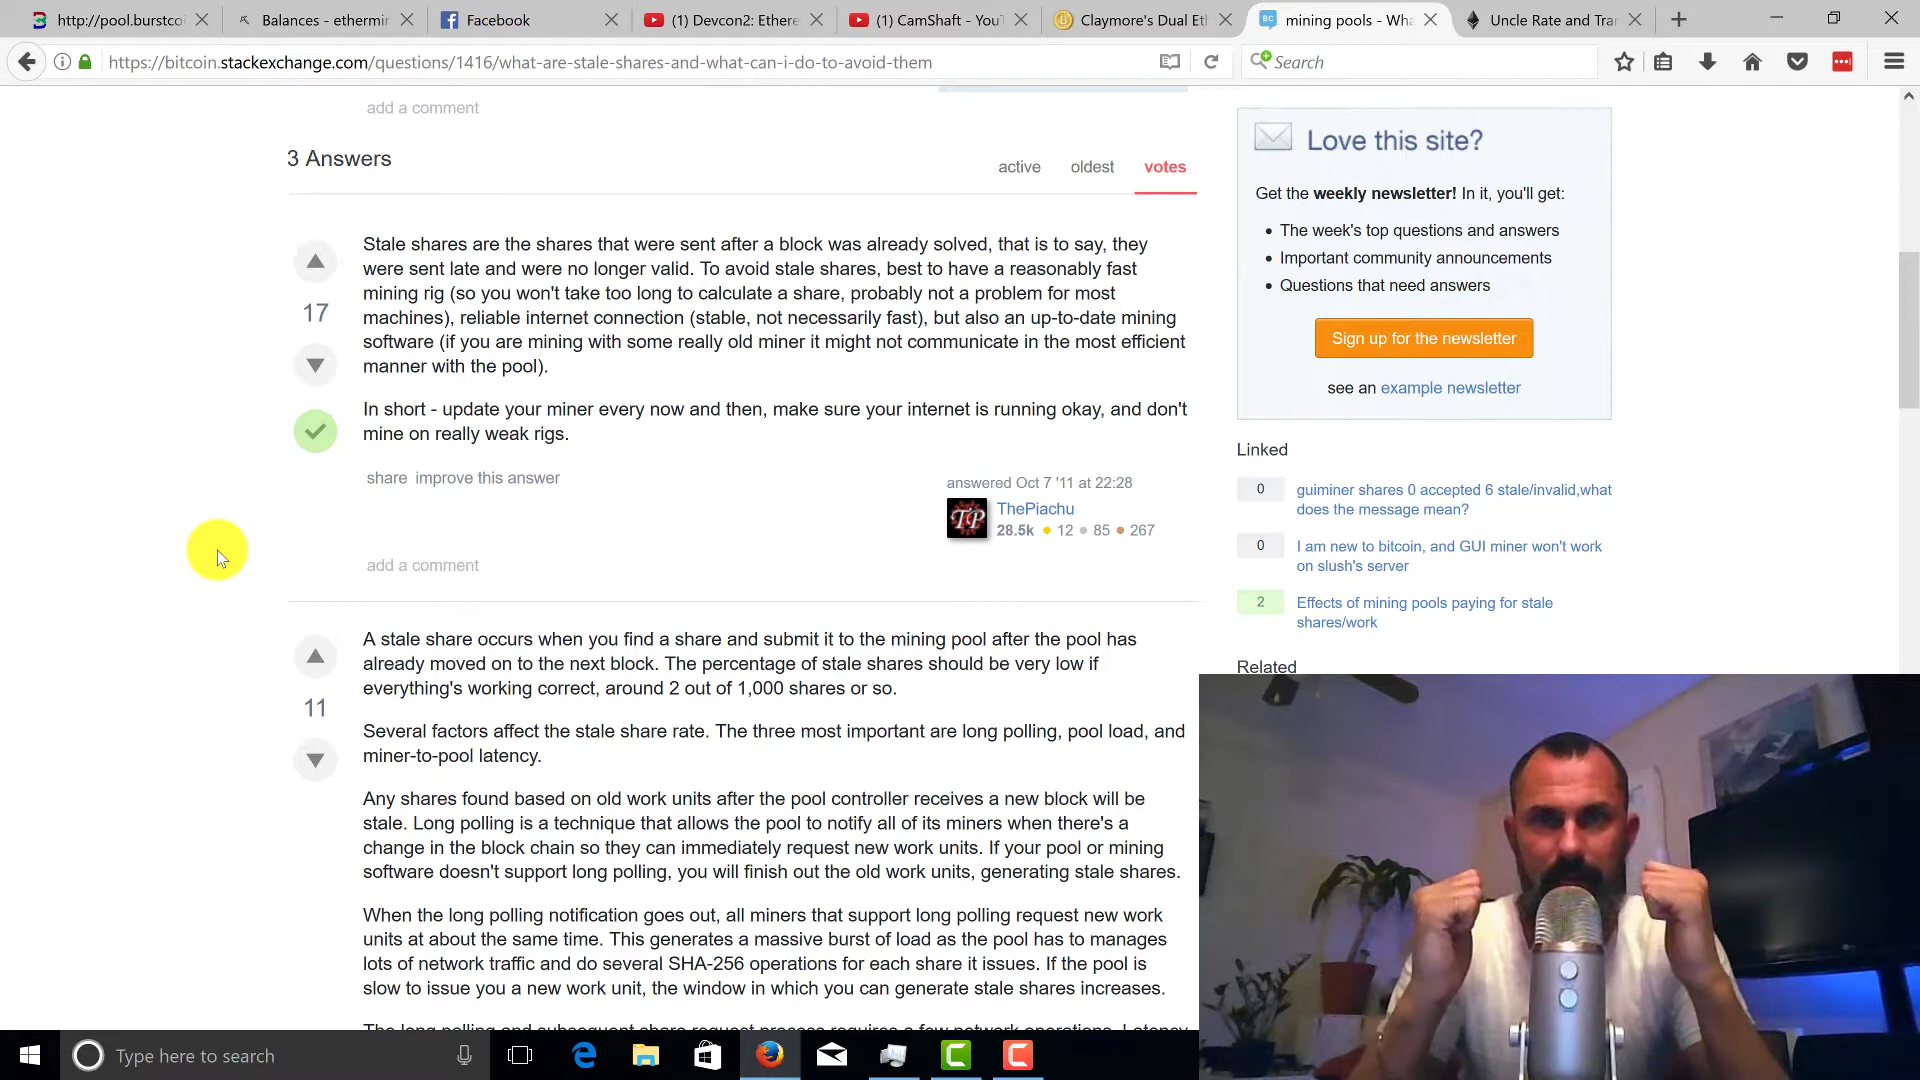 http://pool.burstco
Balances - ethermin
Facebook
(1) Devcon2: Ethere
(1) CamShaft - You
Claymore's Dual Eth
mining pools - Wha
Uncle Rate and Tran
https://bitcoin.stackexchange.com/questions/1416/what-are-stale-shares-and-what-can-i-do-to-avoid-them
Search
add a comment
3 Answers
active oldest votes
17
Stale shares are the shares that were sent after a block was already solved, that is to say, they
were sent late and were no longer valid. To avoid stale shares, best to have a reasonably fast
mining rig (so you won't take too long to calculate a share, probably not a problem for most
machines), reliable internet connection (stable, not necessarily fast), but also an up-to-date mining
software (if you are mining with some really old miner it might not communicate in the most efficient
manner with the pool).
In short - update your miner every now and then, make sure your internet is running okay, and don't
mine on really weak rigs.
share improve this answer
answered Oct 7 '11 at 22:28
TP
ThePiachu
28.5k 12 85 267
add a comment
11
A stale share occurs when you find a share and submit it to the mining pool after the pool has
already moved on to the next block. The percentage of stale shares should be very low if
everything's working correct, around 2 out of 1,000 shares or so.
Several factors affect the stale share rate. The three most important are long polling, pool load, and
miner-to-pool latency.
Any shares found based on old work units after the pool controller receives a new block will be
stale. Long polling is a technique that allows the pool to notify all of its miners when there's a
change in the block chain so they can immediately request new work units. If your pool or mining
software doesn't support long polling, you will finish out the old work units, generating stale shares.
When the long polling notification goes out, all miners that support long polling request new work
units at about the same time. This generates a massive burst of load as the pool has to manages
lots of network traffic and do several SHA-256 operations for each share it issues. If the pool is
slow to issue you a new work unit, the window in which you can generate stale shares increases.
The long polling and subsequent share request process requires a few network operations. Latency
Love this site?
Get the weekly newsletter! In it, you'll get:
The week's top questions and answers
Important community announcements
Questions that need answers
Sign up for the newsletter
see an example newsletter
Linked
0 guiminer shares 0 accepted 6 stale/invalid,what
does the message mean?
0 I am new to bitcoin, and GUI miner won't work
on slush's server
2 Effects of mining pools paying for stale
shares/work
Related
Type here to search